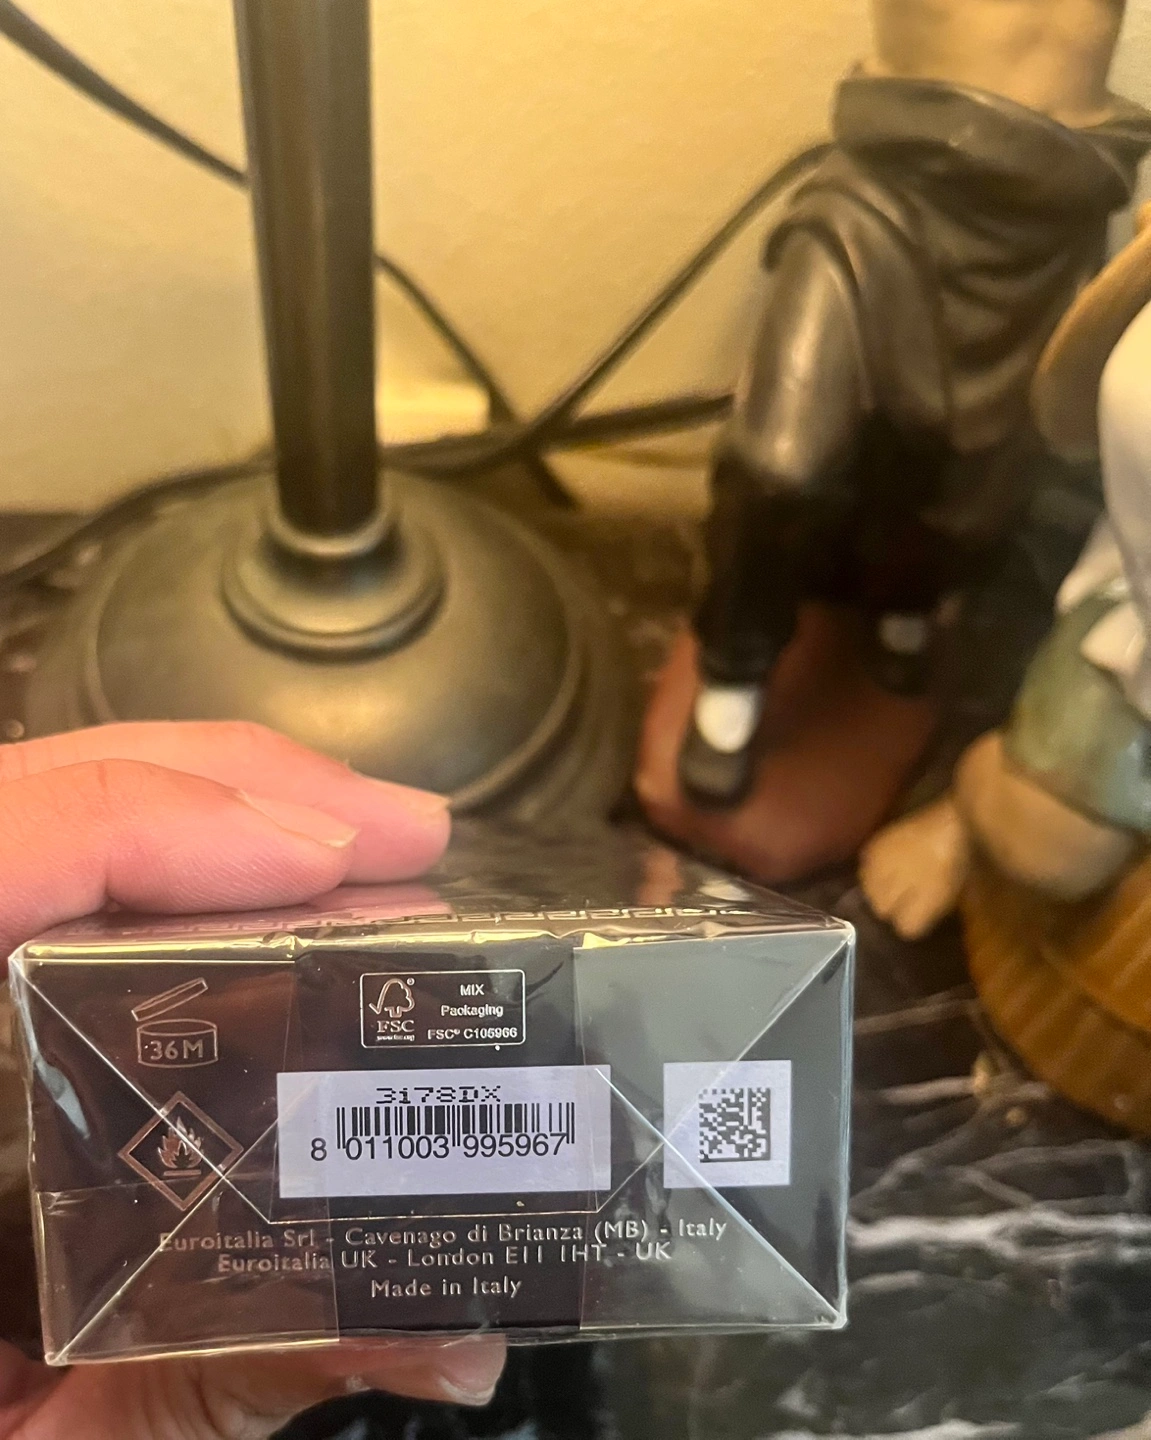 MIX
Packaging
FSC® C105966
FSC
36M
3i78DX
8 011003 995967
Euroitalia Srl - Cavenago di Brianza (MB) - Italy
Euroitalia UK - London E11 1HT - UK
Made in Italy